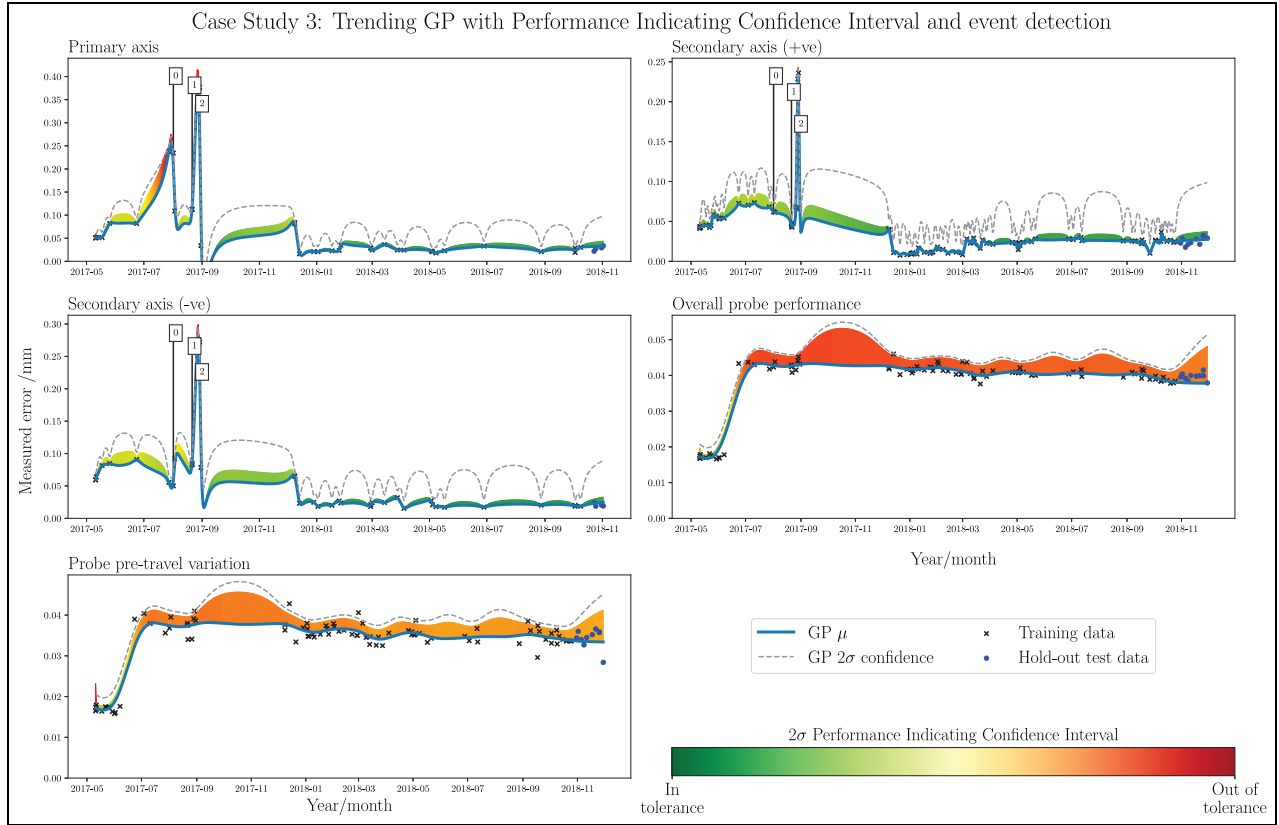 Case Study 3: Trending GP with Performance Indicating Confidence Interval and event detection
Primary axis
0.40
0.35
0.30
0.25
0.20
0.15
0.10
0.05
0.00
0
1
2
2017-05 2017-07 2017-09 2017-11 2018-01 2018-03 2018-05 2018-07 2018-09 2018-11
Secondary axis (+ve)
0.25
0.20
0.15
0.10
0.05
0.00
0
1
2
2017-05 2017-07 2017-09 2017-11 2018-01 2018-03 2018-05 2018-07 2018-09 2018-11
Secondary axis (-ve)
Measured error /mm
0.30
0.25
0.20
0.15
0.10
0.05
0.00
0
1
2
2017-05 2017-07 2017-09 2017-11 2018-01 2018-03 2018-05 2018-07 2018-09 2018-11
Overall probe performance
0.05
0.04
0.03
0.02
0.01
0.00
2017-05 2017-07 2017-09 2017-11 2018-01 2018-03 2018-05 2018-07 2018-09 2018-11
Year/month
Probe pre-travel variation
0.04
0.03
0.02
0.01
0.00
2017-05 2017-07 2017-09 2017-11 2018-01 2018-03 2018-05 2018-07 2018-09 2018-11
Year/month
GP μ
GP 2σ confidence
Training data
Hold-out test data
2σ Performance Indicating Confidence Interval
In
tolerance
Out of
tolerance